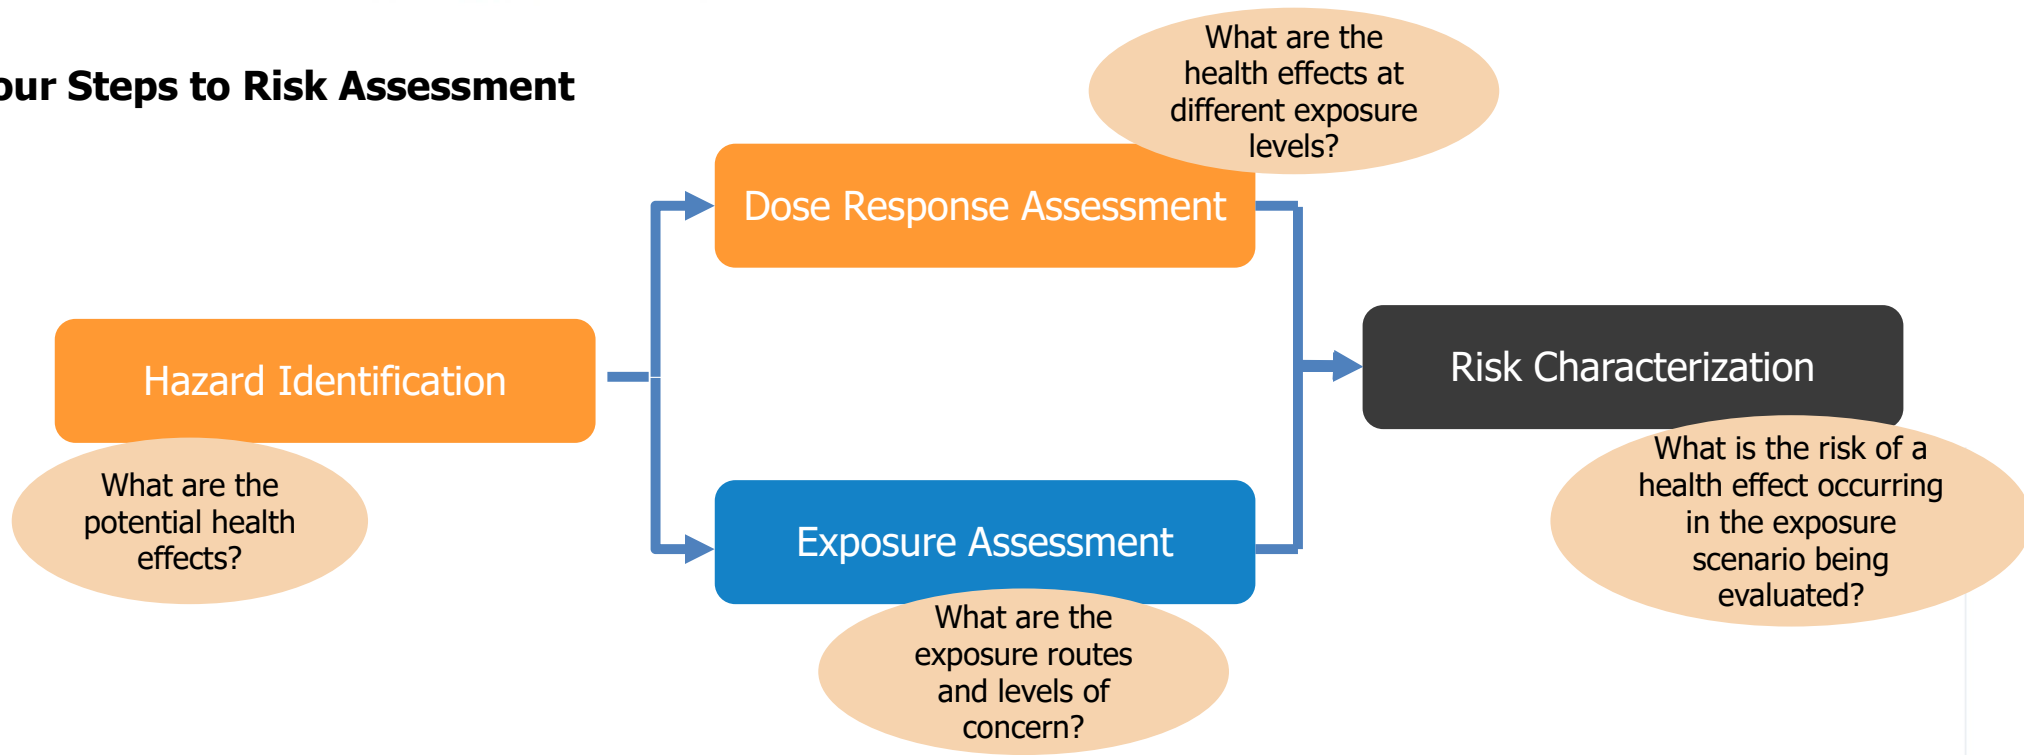 our Steps to Risk Assessment
What are the
health effects at
different exposure
levels?
Dose Response Assessment
Hazard Identification
What are the
potential health
effects?
Exposure Assessment
What are the
exposure routes
and levels of
concern?
Risk Characterization
What is the risk of a
health effect occurring
in the exposure
scenario being
evaluated?